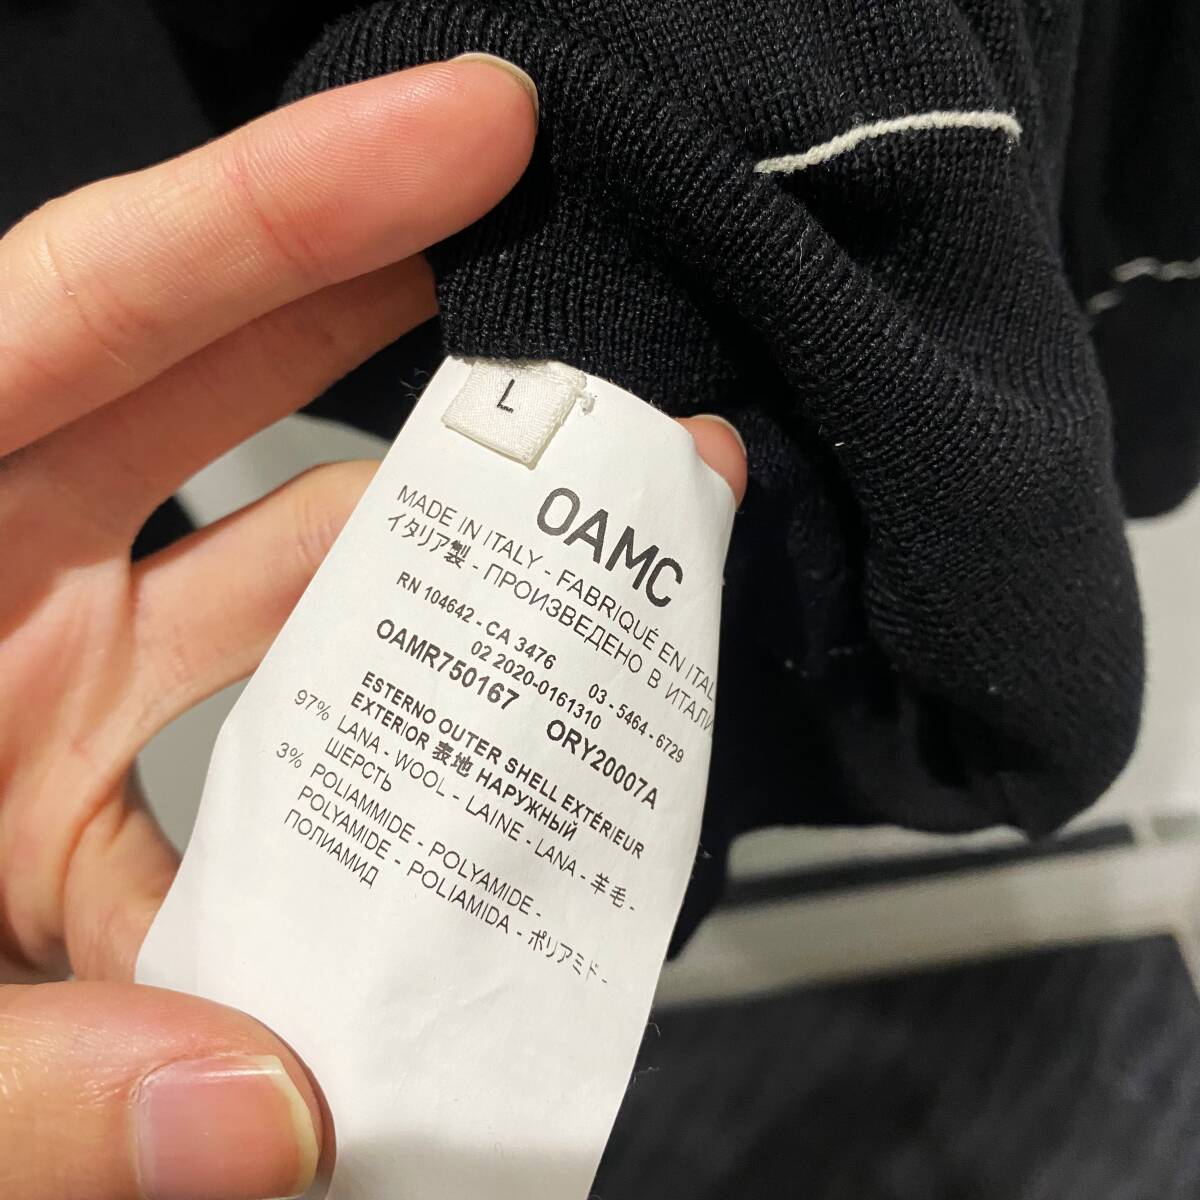 L
OAMC
MADE IN ITALY - FABRIQUÉ EN ITAL
イタリア製 - ПРОИЗВЕДЕНО В ИТАЛИ
RN 104642 - CA 3476 03 - 5464 - 6729
02 2020-0161310
OAMR750167 ORY20007A
ESTERNO OUTER SHELL EXTÉRIEUR
EXTERIOR 表地 НАРУЖНЫЙ
97% LANA - WOOL - LAINE - LANA - 羊毛 -
ШЕРСТЬ
3% POLIAMMIDE - POLYAMIDE -
POLYAMIDE - POLIAMIDA - ポリアミド -
ПОЛИАМИД